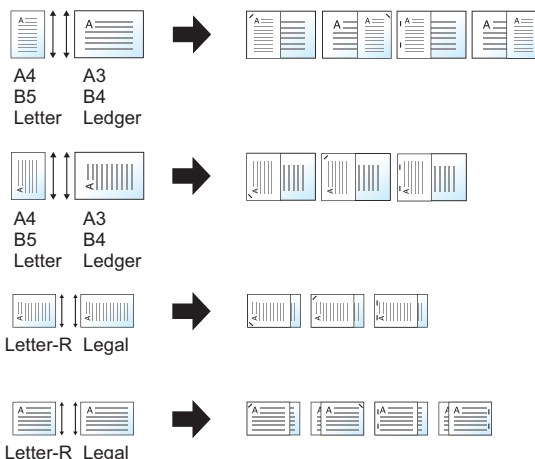 A A A A A A
A4 A3
B5 B4
Letter Ledger
A A A A A
A4 A3
B5 B4
Letter Ledger
A A A A A
Letter-R Legal
A A A A A A A A
Letter-R Legal